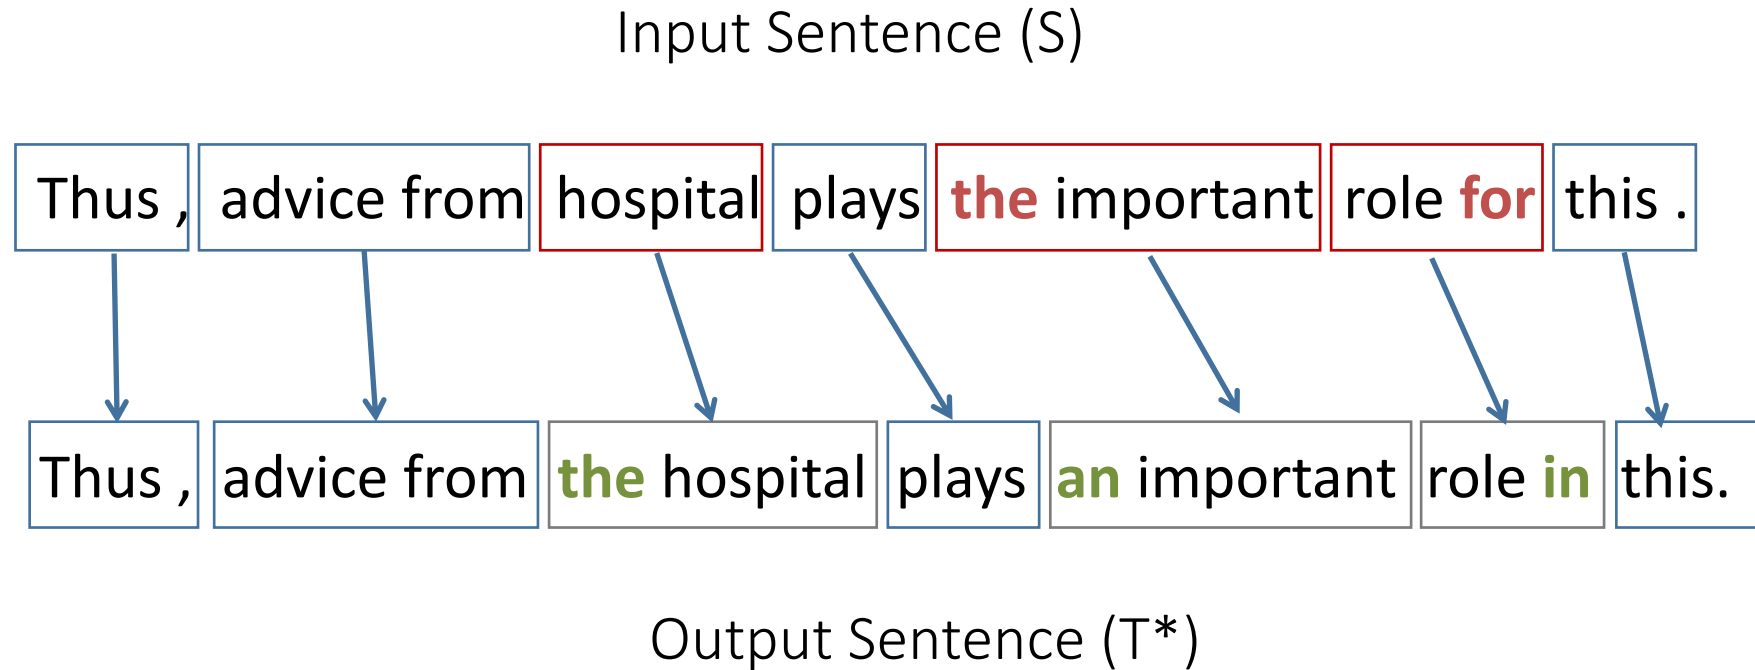 Input Sentence (S)
Thus , advice from hospital plays the important role for this .
Thus , advice from the hospital plays an important role in this.
Output Sentence (T*)